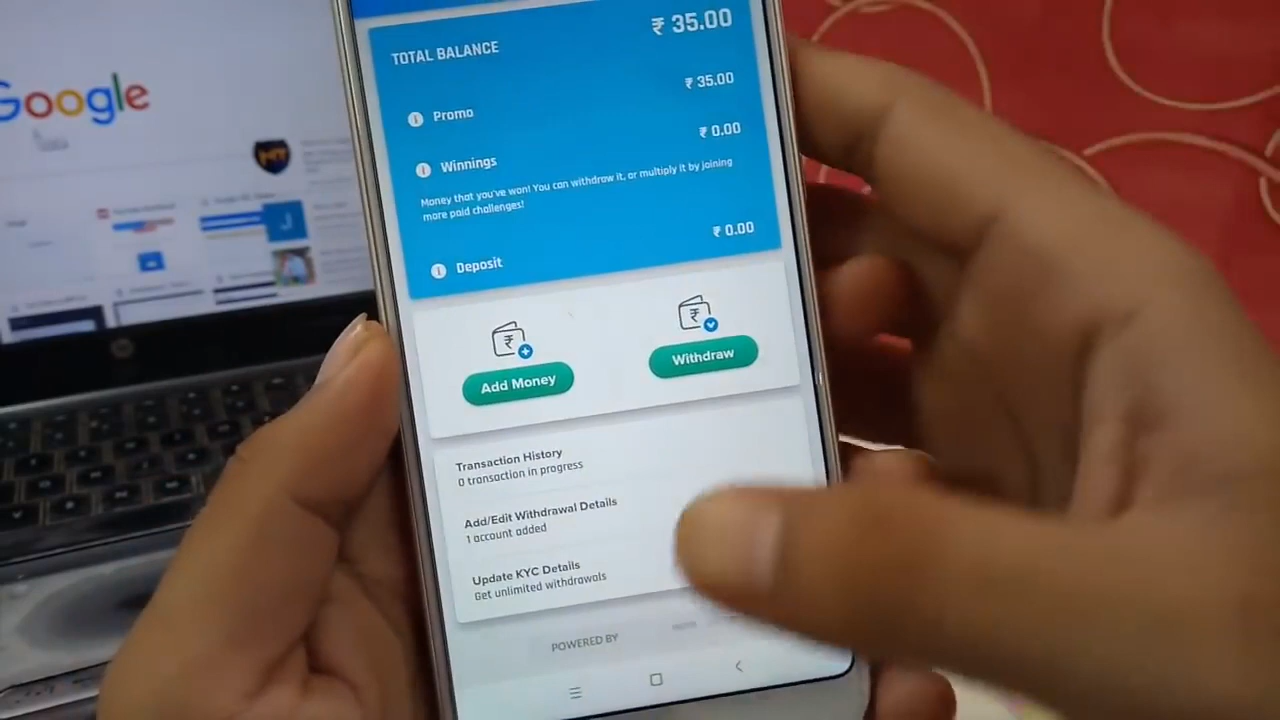 Google
TOTAL BALANCE
₹ 35.00
Promo
₹ 35.00
Winnings
₹ 0.00
Money that you've won! You can withdraw it, or multiply it by joining
more paid challenges!
Deposit
₹ 0.00
Add Money
Withdraw
Transaction History
0 transaction in progress
Add/Edit Withdrawal Details
1 account added
Update KYC Details
Get unlimited withdrawals
POWERED BY